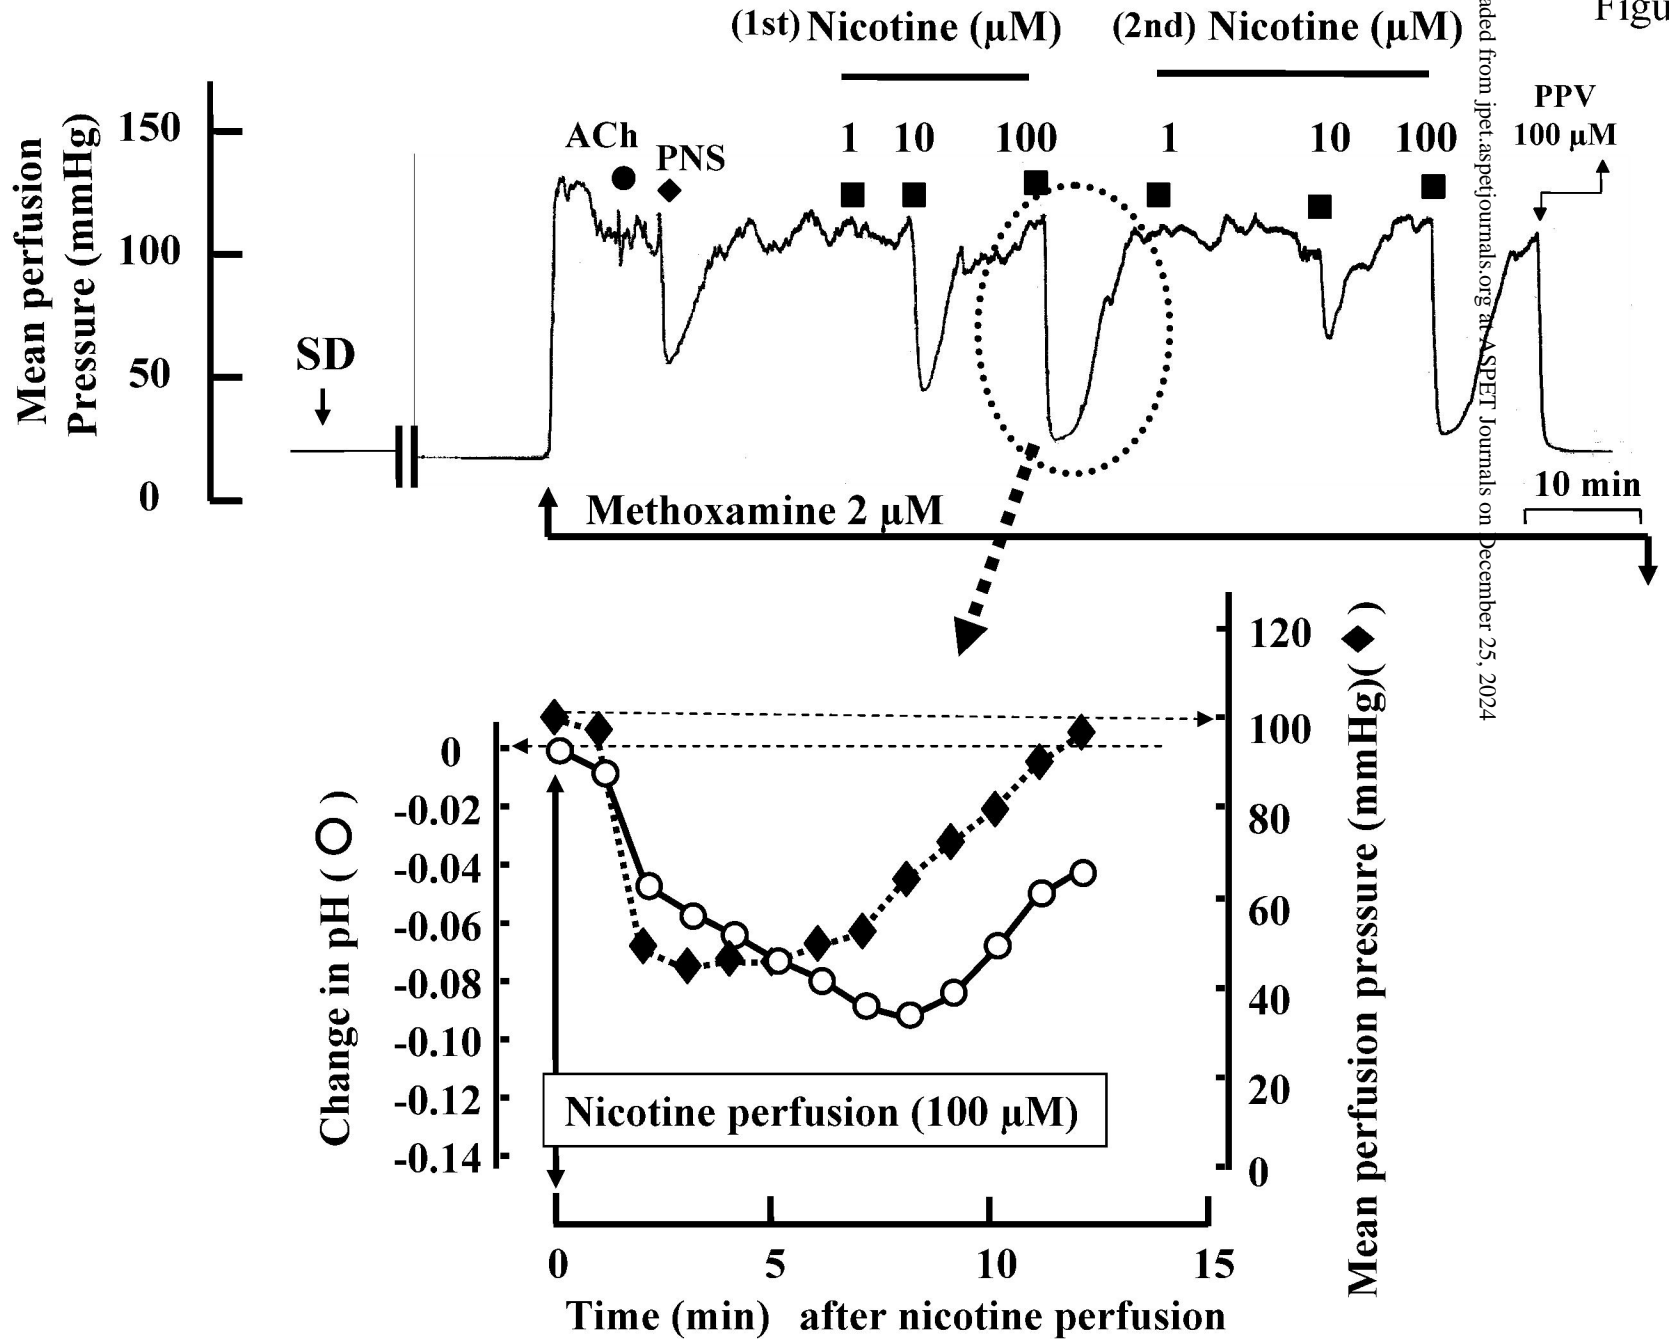 Figu
(1st) Nicotine (μM) (2nd) Nicotine (μM)
PPV
100 μM
ACh
PNS
1 10 100 1 10 100
Mean perfusion
Pressure (mmHg)
150
100
50
0
SD
Methoxamine 2 μM
10 min
aded from jpet.aspetjournals.org at ASPET Journals on December 25, 2024
Change in pH ( )
0
-0.02
-0.04
-0.06
-0.08
-0.10
-0.12
-0.14
Nicotine perfusion (100 μM)
120
100
80
60
40
20
0
Mean perfusion pressure (mmHg)( )
0 5 10 15
Time (min) after nicotine perfusion